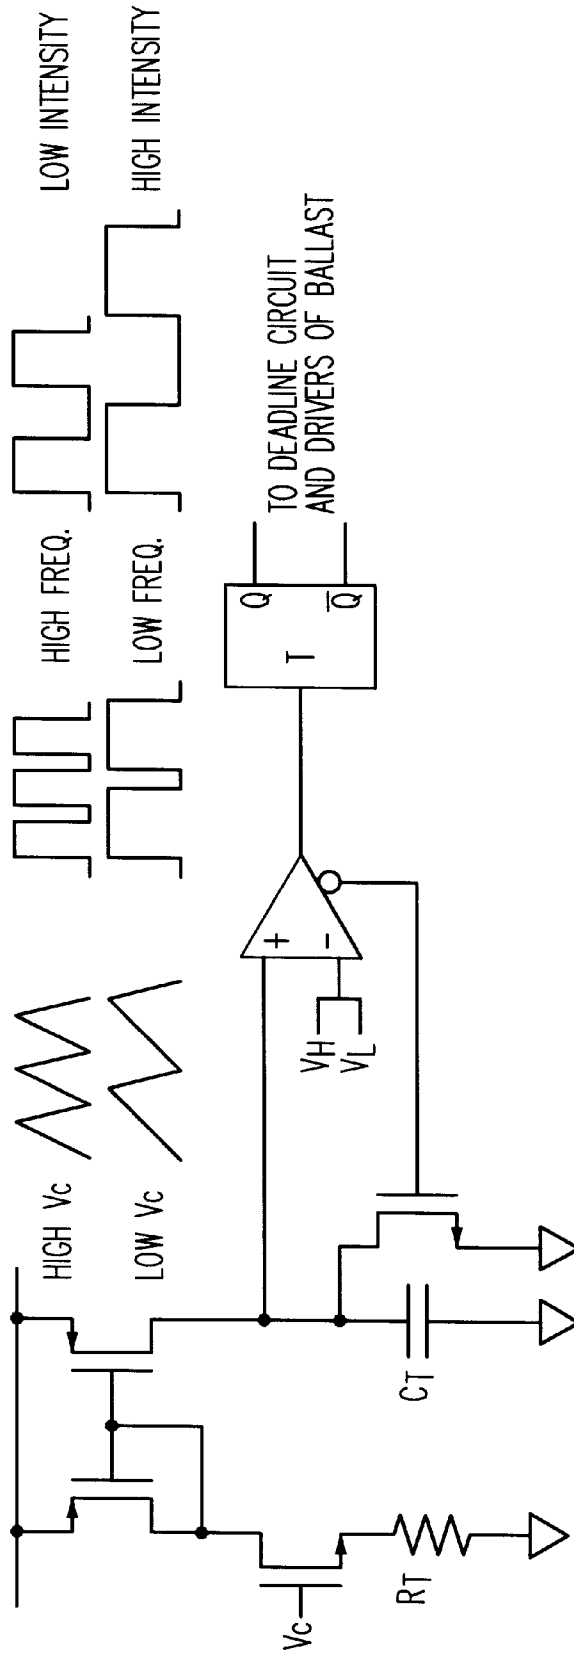 HIGH Vc
HIGH FREQ.
LOW INTENSITY
LOW Vc
LOW FREQ.
HIGH INTENSITY
Q
T
Q̅
TO DEADLINE CIRCUIT
AND DRIVERS OF BALLAST
+
−
VH
VL
CT
Vc
RT